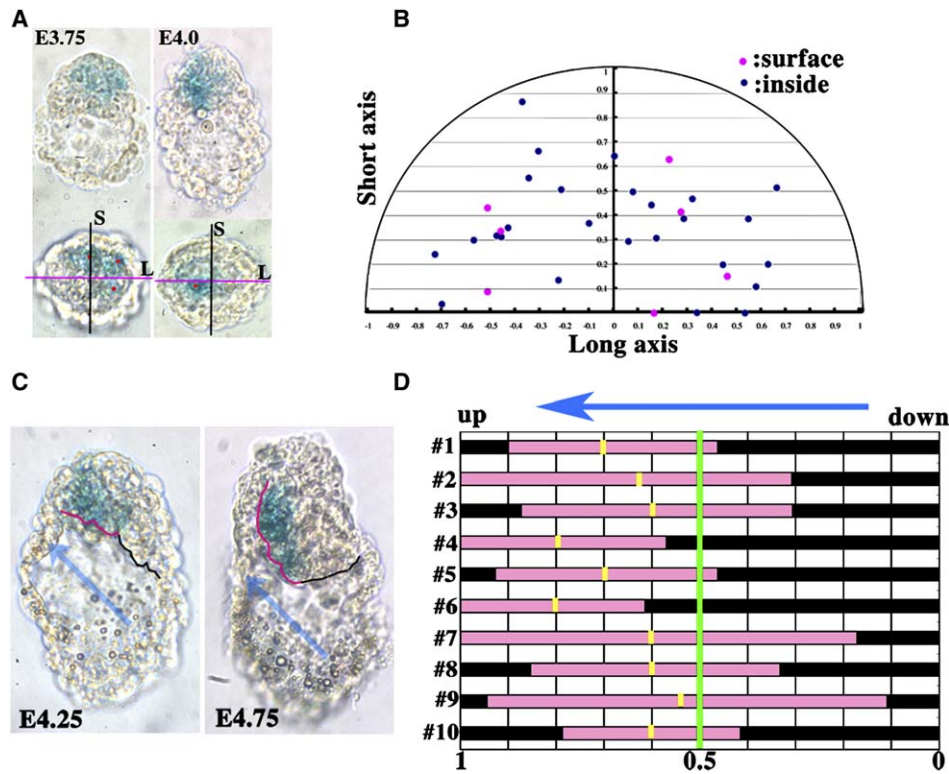 A
E3.75
E4.0
S
L
S
L
B
:surface
:inside
Short axis
1
0.9
0.8
0.7
0.6
0.5
0.4
0.3
0.2
0.1
-1 -0.9 -0.8 -0.7 -0.6 -0.5 -0.4 -0.3 -0.2 -0.1 0 0.1 0.2 0.3 0.4 0.5 0.6 0.7 0.8 0.9 1
Long axis
C
E4.25
E4.75
D
up
down
#1
#2
#3
#4
#5
#6
#7
#8
#9
#10
1 0.5 0